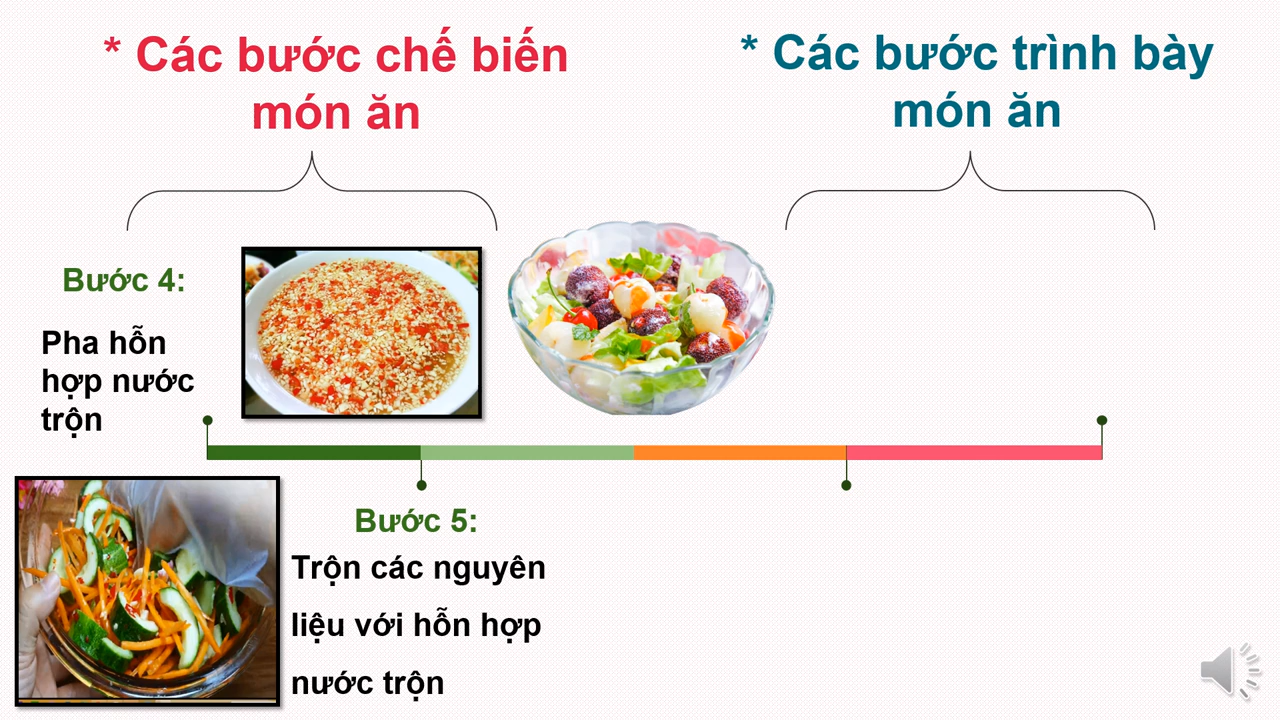 * Các bước chế biến
món ăn
* Các bước trình bày
món ăn
Bước 4:
Pha hỗn
hợp nước
trộn
Bước 5:
Trộn các nguyên
liệu với hỗn hợp
nước trộn